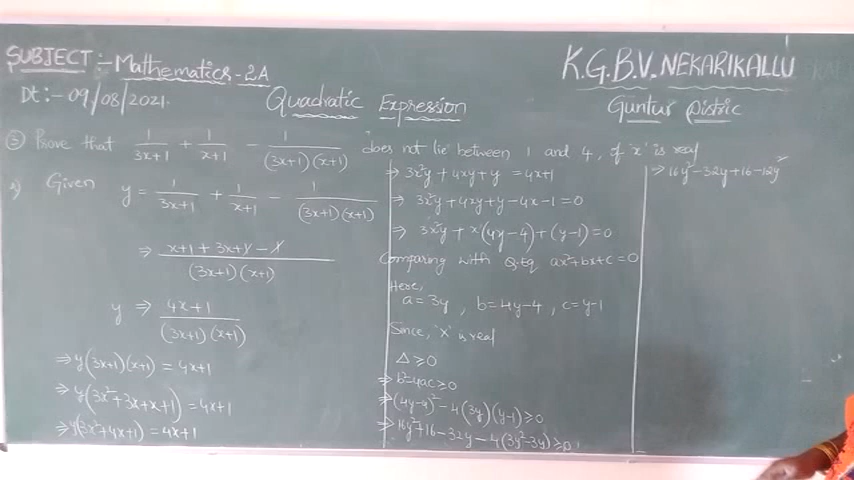 SUBJECT :- Mathematics-2A
K.G.B.V. NEKARIKALLU
Dt :- 09/08/2021.
Quadratic Expression
Guntur Distric
Prove that 1/(3x+1) + 1/(x+1) - 1/((3x+1)(x+1)) does not lie between 1 and 4, if 'x' is real
Given y = 1/(3x+1) + 1/(x+1) - 1/((3x+1)(x+1))
⇒ (x+1+3x+1-1)/((3x+1)(x+1))
y ⇒ (4x+1)/((3x+1)(x+1))
⇒ y(3x+1)(x+1) = 4x+1
⇒ y(3x²+3x+x+1) = 4x+1
⇒ y(3x²+4x+1) = 4x+1
⇒ 3x²y + 4xy + y = 4x+1
⇒ 3x²y + 4xy + y - 4x - 1 = 0
⇒ 3x²y + x(4y-4) + (y-1) = 0
Comparing with Q.Eq ax²+bx+c=0
Here,
a = 3y, b = 4y-4, c = y-1
Since, 'x' is real
Δ ≥ 0
⇒ b²-4ac ≥ 0
⇒ (4y-4)² - 4(3y)(y-1) ≥ 0
⇒ 16y²+16-32y-4(3y²-3y) ≥ 0
⇒ 16y²-32y+16-12y²